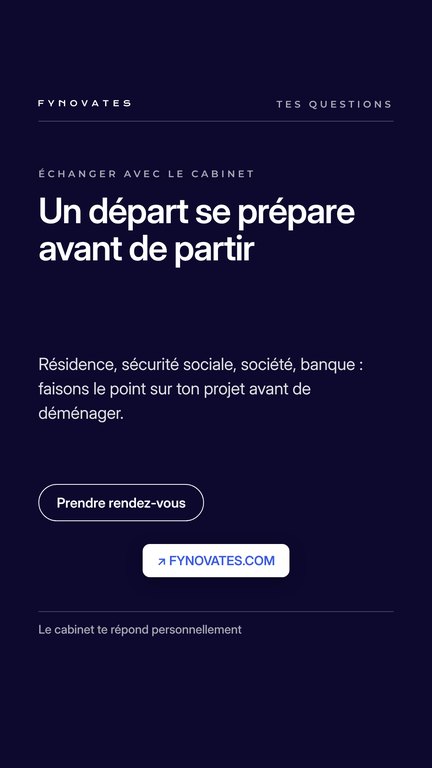 FYNOVATES
TES QUESTIONS
ÉCHANGER AVEC LE CABINET
Un départ se prépare
avant de partir
Résidence, sécurité sociale, société, banque :
faisons le point sur ton projet avant de
déménager.
Prendre rendez-vous
↗ FYNOVATES.COM
Le cabinet te répond personnellement